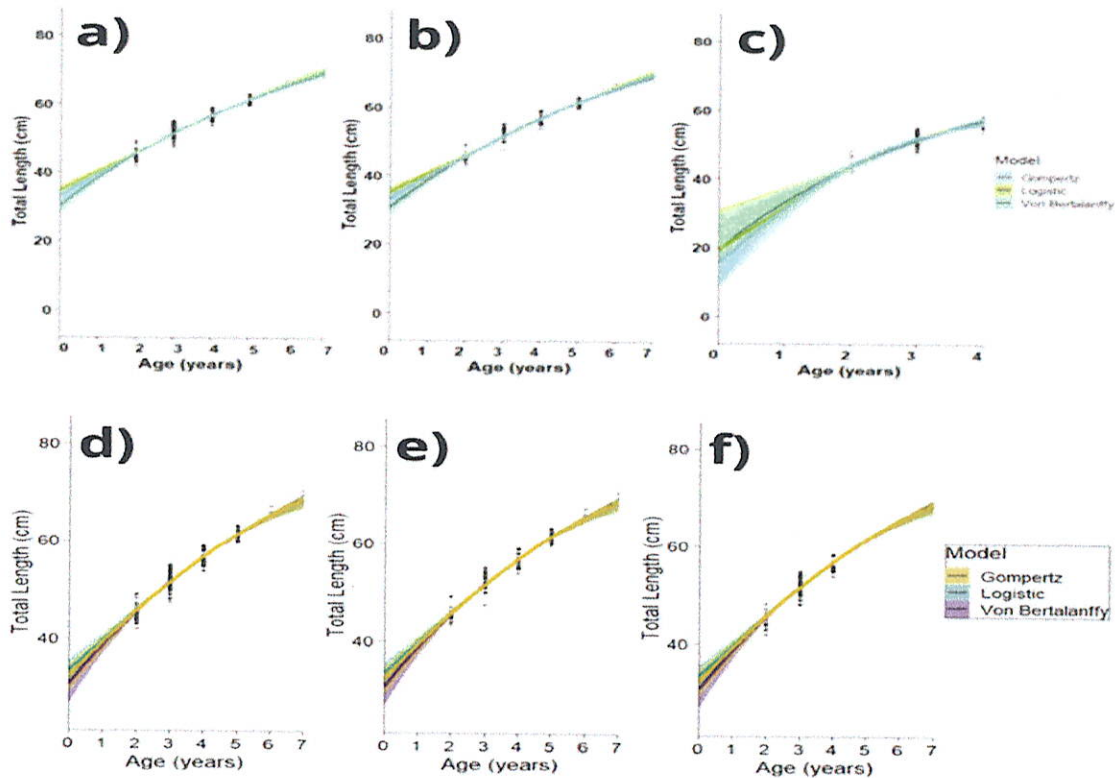 a)
b)
c)
80
60
40
20
0
Total Length (cm)
0 1 2 3 4 5 6 7
Age (years)
80
60
40
20
0
Total Length (cm)
0 1 2 3 4 5 6 7
Age (years)
80
60
40
20
0
Total Length (cm)
0 1 2 3 4
Age (years)
Model
Gompertz
Logistic
Von Bertalanffy
d)
e)
f)
80
60
40
Total Length (cm)
0 1 2 3 4 5 6 7
Age (years)
80
60
40
Total Length (cm)
0 1 2 3 4 5 6 7
Age (years)
80
60
40
Total Length (cm)
0 1 2 3 4 5 6 7
Age (years)
Model
Gompertz
Logistic
Von Bertalanffy